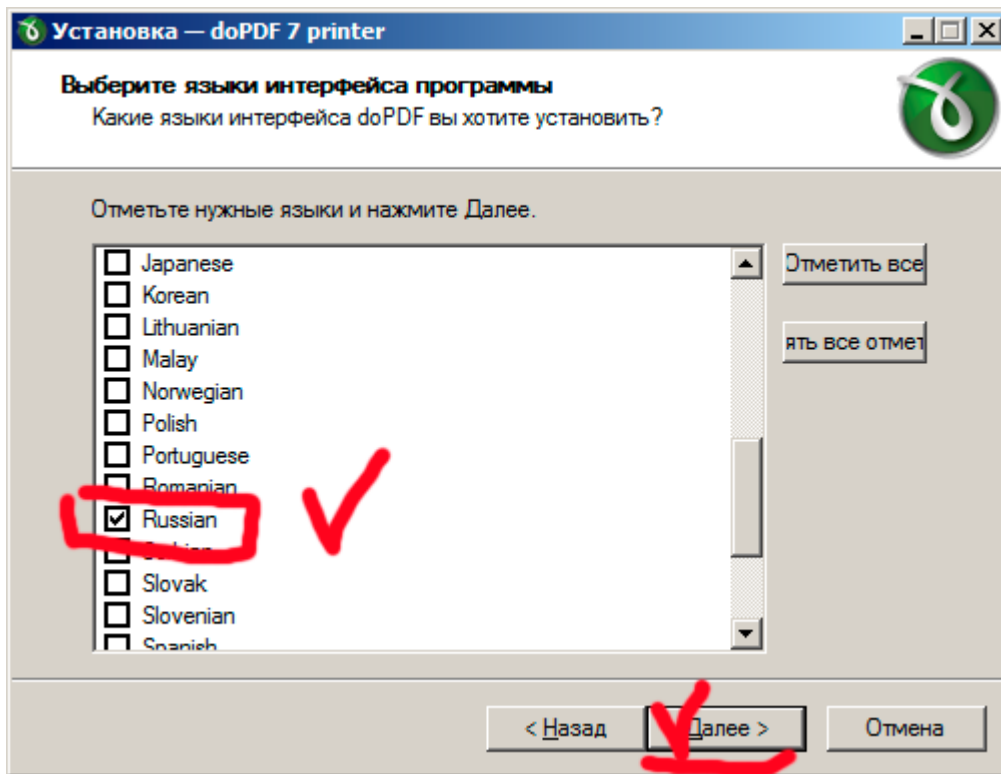 Установка — doPDF 7 printer
Выберите языки интерфейса программы
Какие языки интерфейса doPDF вы хотите установить?
Отметьте нужные языки и нажмите Далее.
Japanese
Отметить все
Korean
Lithuanian
ять все отмет
Malay
Norwegian
Polish
Portuguese
Romanian
Russian
Slovak
Slovenian
Spanish
< Назад
Далее >
Отмена